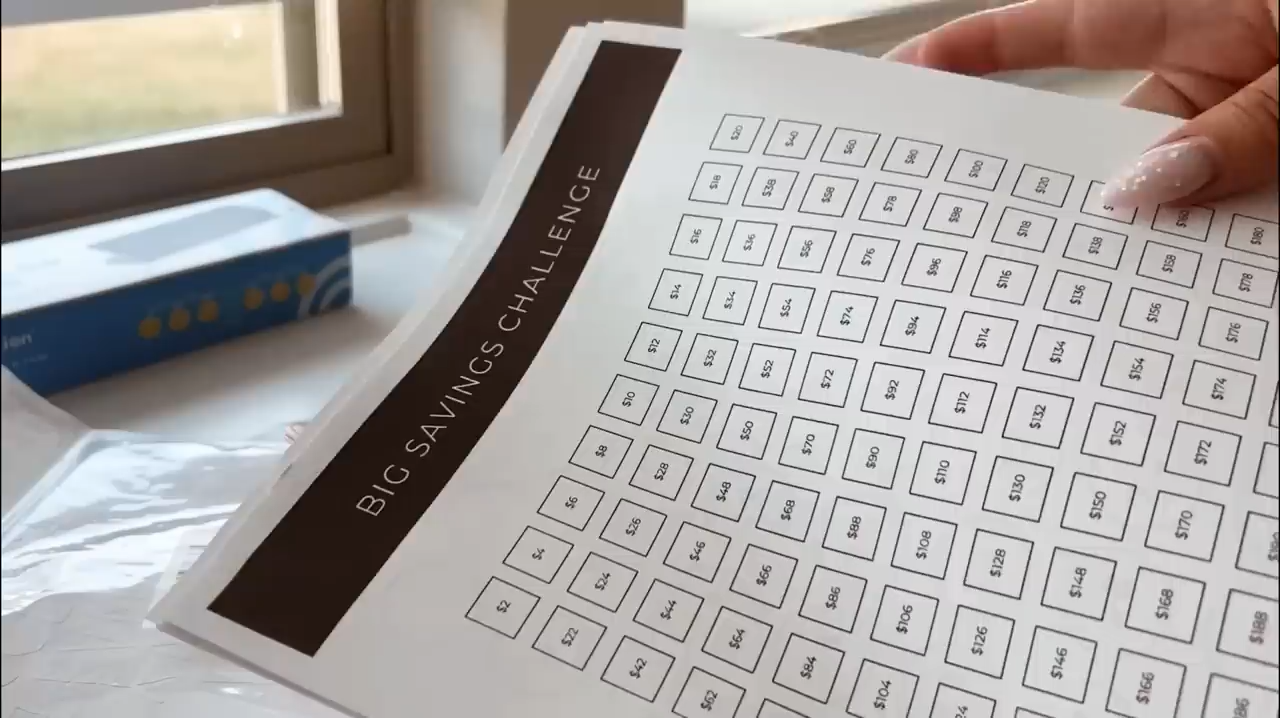 BIG SAVINGS CHALLENGE
$2 $4 $6 $8 $10 $12 $14 $16 $18 $20
$22 $24 $26 $28 $30 $32 $34 $36 $38 $40
$42 $44 $46 $48 $50 $52 $54 $56 $58 $60
$62 $64 $66 $68 $70 $72 $74 $76 $78 $80
$84 $86 $88 $90 $92 $94 $96 $98 $100
$104 $106 $108 $110 $112 $114 $116 $118 $120
$126 $128 $130 $132 $134 $136 $138
$146 $148 $150 $152 $154 $156 $158 $160
$166 $168 $170 $172 $174 $176 $178 $180
$188